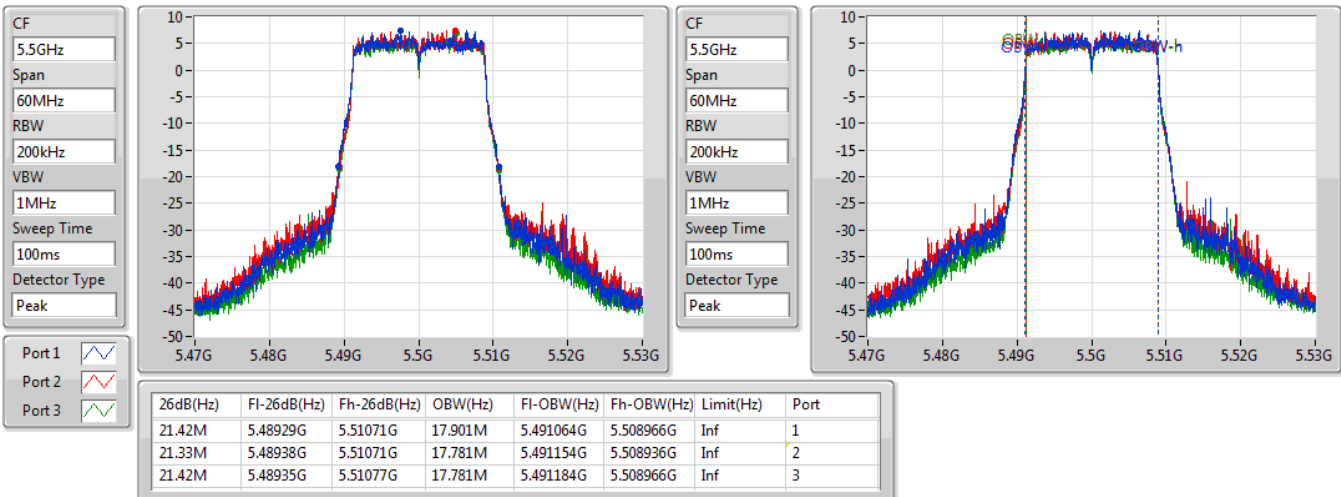 CF
5.5GHz
Span
60MHz
RBW
200kHz
VBW
1MHz
Sweep Time
100ms
Detector Type
Peak
10
5
0
-5
-10
-15
-20
-25
-30
-35
-40
-45
-50
5.47G 5.48G 5.49G 5.5G 5.51G 5.52G 5.53G
CF
5.5GHz
Span
60MHz
RBW
200kHz
VBW
1MHz
Sweep Time
100ms
Detector Type
Peak
10
5
0
-5
-10
-15
-20
-25
-30
-35
-40
-45
-50
5.47G 5.48G 5.49G 5.5G 5.51G 5.52G 5.53G
Port 1
Port 2
Port 3
26dB(Hz) Fl-26dB(Hz) Fh-26dB(Hz) OBW(Hz) Fl-OBW(Hz) Fh-OBW(Hz) Limit(Hz) Port
21.42M 5.48929G 5.51071G 17.901M 5.491064G 5.508966G Inf 1
21.33M 5.48938G 5.51071G 17.781M 5.491154G 5.508936G Inf 2
21.42M 5.48935G 5.51077G 17.781M 5.491184G 5.508966G Inf 3